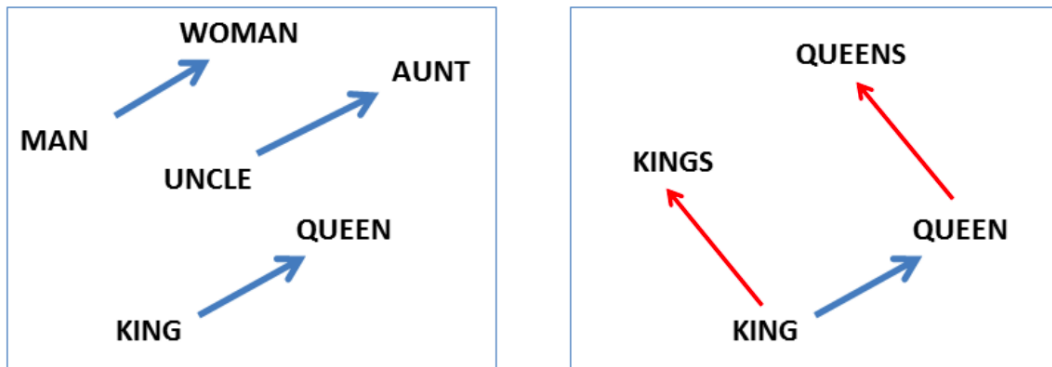 WOMAN
AUNT
MAN
UNCLE
QUEEN
KING
QUEENS
KINGS
QUEEN
KING